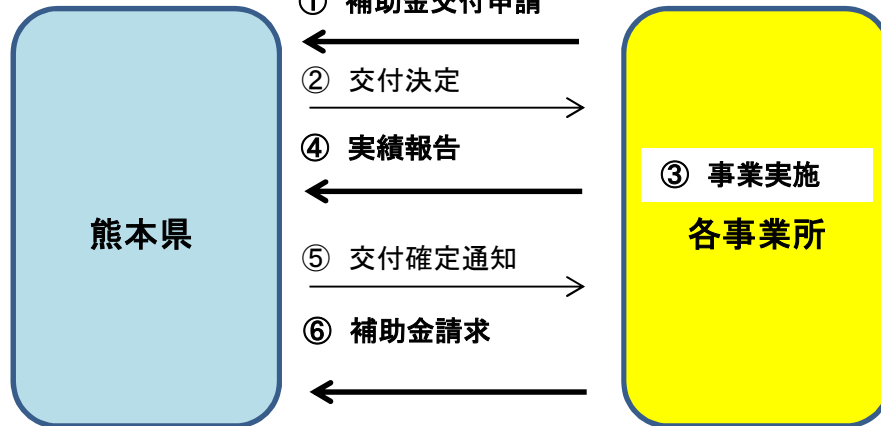 ① 補助金交付申請
② 交付決定
④ 実績報告
③ 事業実施
熊本県
各事業所
⑤ 交付確定通知
⑥ 補助金請求